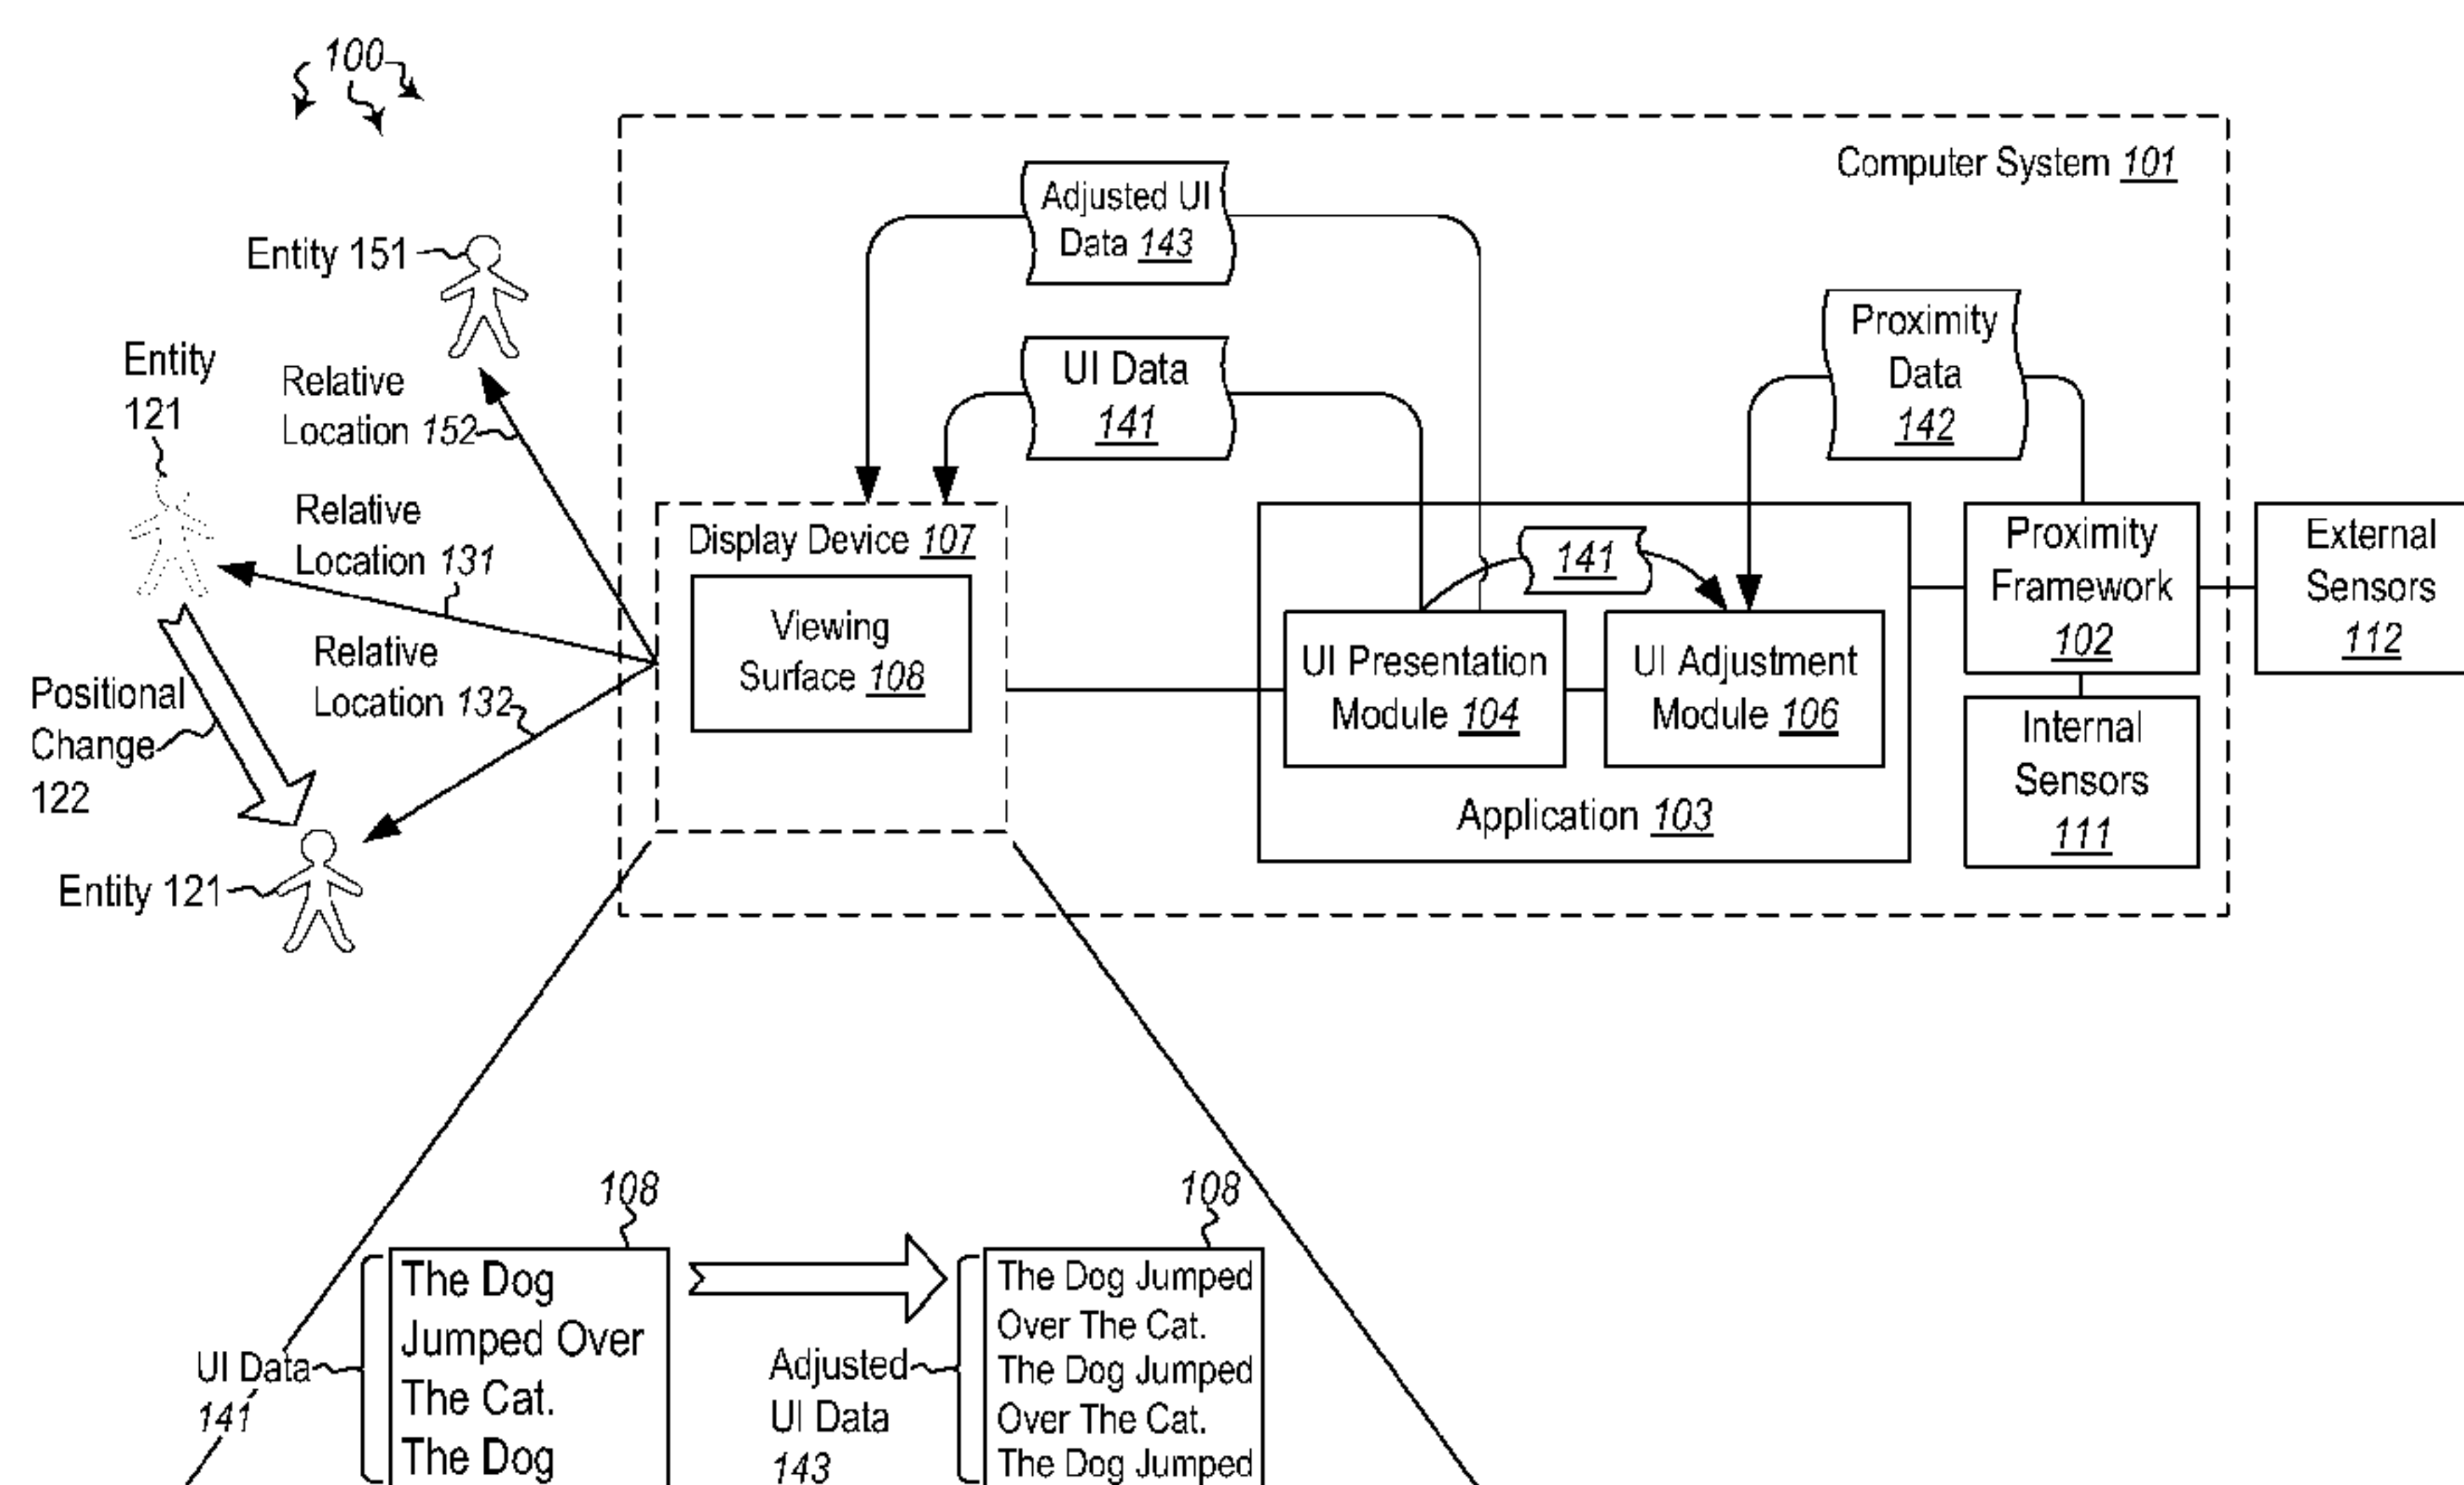 100
Computer System 101
Adjusted UI
Data 143
Entity 151
Proximity
Data
142
UI Data
141
Entity
121
Relative
Location 152
Relative
Location 131
Display Device 107
Viewing
Surface 108
141
Proximity
Framework
102
External
Sensors
112
UI Presentation
Module 104
UI Adjustment
Module 106
Relative
Location 132
Positional
Change
122
Internal
Sensors
111
Application 103
Entity 121
108
108
The Dog
Jumped Over
The Cat.
The Dog
UI Data
141
The Dog Jumped
Over The Cat.
The Dog Jumped
Over The Cat.
The Dog Jumped
Adjusted
UI Data
143